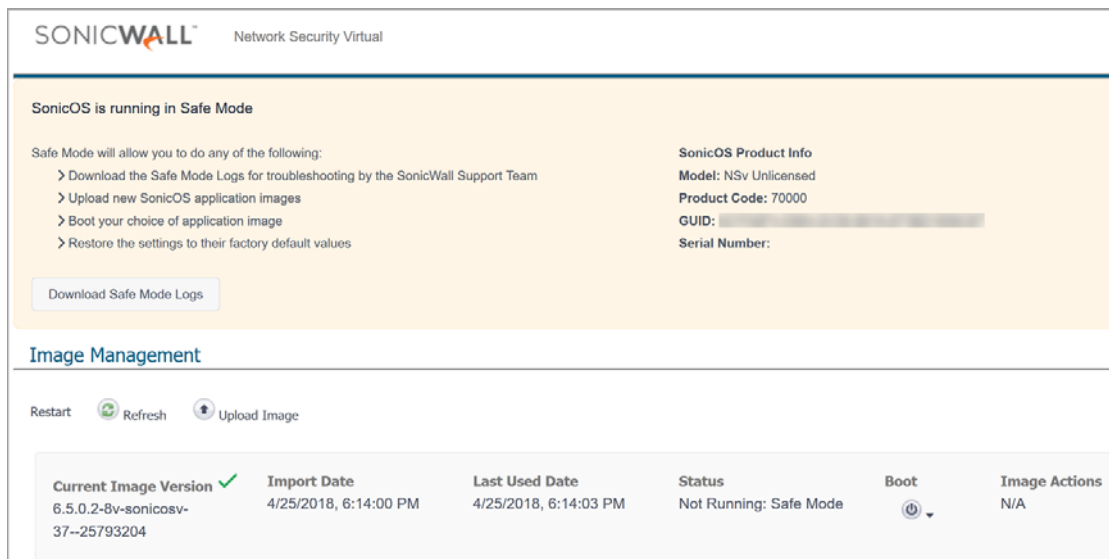 SONICWALL™ Network Security Virtual
SonicOS is running in Safe Mode
Safe Mode will allow you to do any of the following:
Download the Safe Mode Logs for troubleshooting by the SonicWall Support Team
Upload new SonicOS application images
Boot your choice of application image
Restore the settings to their factory default values
SonicOS Product Info
Model: NSv Unlicensed
Product Code: 70000
GUID:
Serial Number:
Download Safe Mode Logs
Image Management
Restart Refresh Upload Image
Current Image Version Import Date Last Used Date Status Boot Image Actions
6.5.0.2-8v-sonicosv- 4/25/2018, 6:14:00 PM 4/25/2018, 6:14:03 PM Not Running: Safe Mode N/A
37--25793204